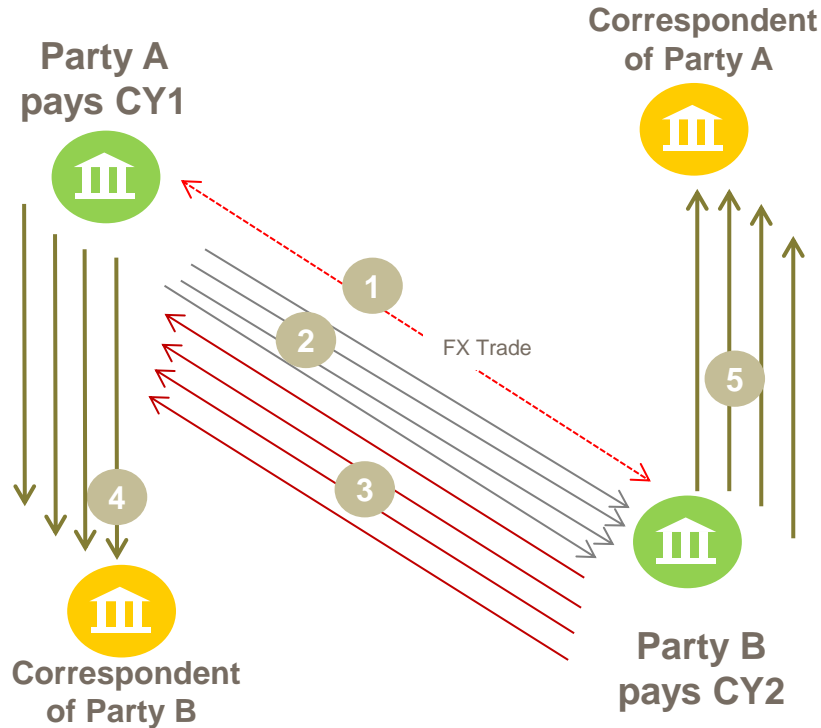 Correspondent
of Party A
Party A
pays CY1
1
2
FX Trade
5
3
4
Correspondent
of Party B
Party B
pays CY2